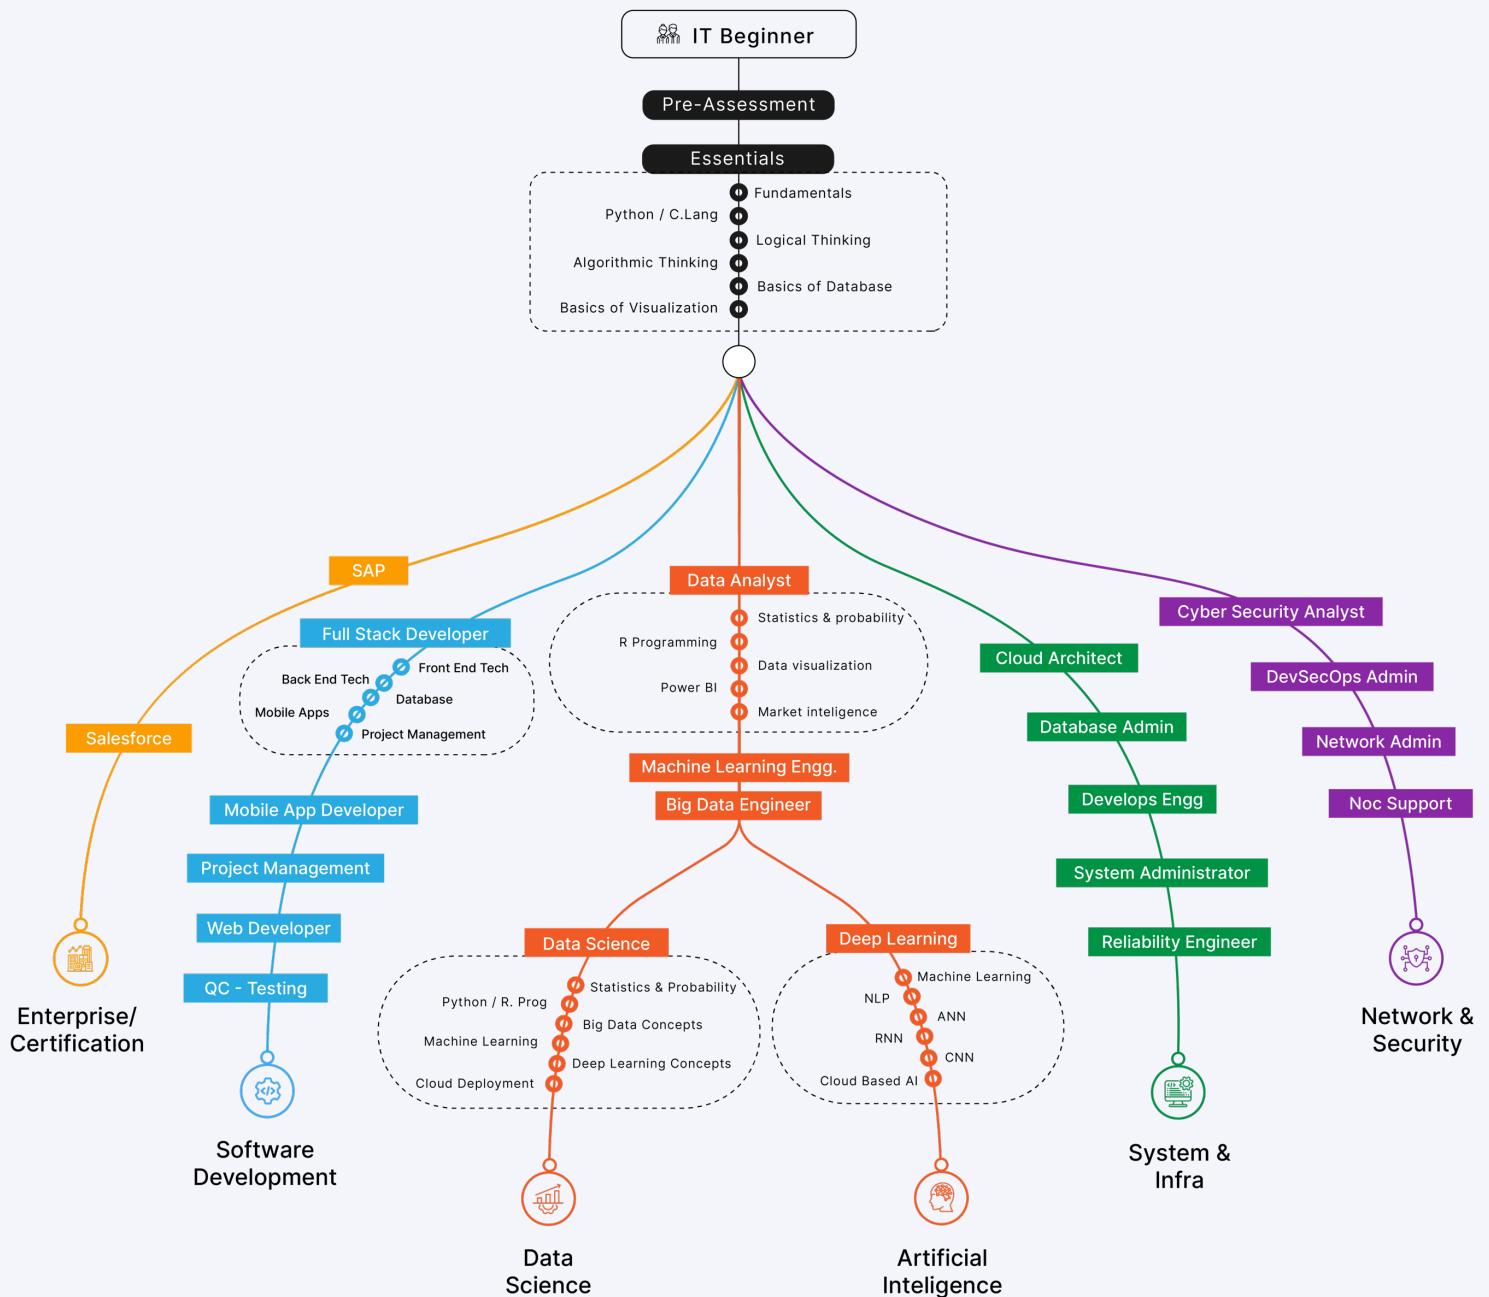 IT Beginner
Pre-Assessment
Essentials
Fundamentals
Python / C.Lang
Logical Thinking
Algorithmic Thinking
Basics of Database
Basics of Visualization
SAP
Salesforce
Enterprise/
Certification
Full Stack Developer
Front End Tech
Back End Tech
Database
Mobile Apps
Project Management
Mobile App Developer
Project Management
Web Developer
QC - Testing
Software
Development
Data Analyst
Statistics & probability
R Programming
Data visualization
Power BI
Market inteligence
Machine Learning Engg.
Big Data Engineer
Data Science
Statistics & Probability
Python / R. Prog
Big Data Concepts
Machine Learning
Deep Learning Concepts
Cloud Deployment
Data
Science
Deep Learning
Machine Learning
NLP
ANN
RNN
CNN
Cloud Based AI
Artificial
Inteligence
Cloud Architect
Database Admin
Develops Engg
System Administrator
Reliability Engineer
System &
Infra
Cyber Security Analyst
DevSecOps Admin
Network Admin
Noc Support
Network &
Security